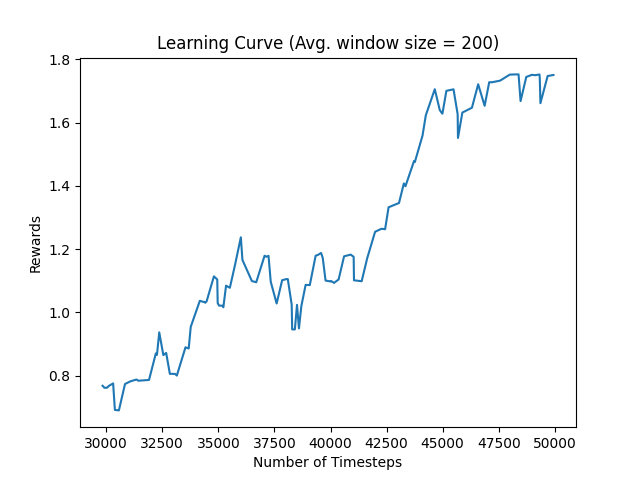 Learning Curve (Avg. window size = 200)
Rewards
1.8
1.6
1.4
1.2
1.0
0.8
30000 32500 35000 37500 40000 42500 45000 47500 50000
Number of Timesteps